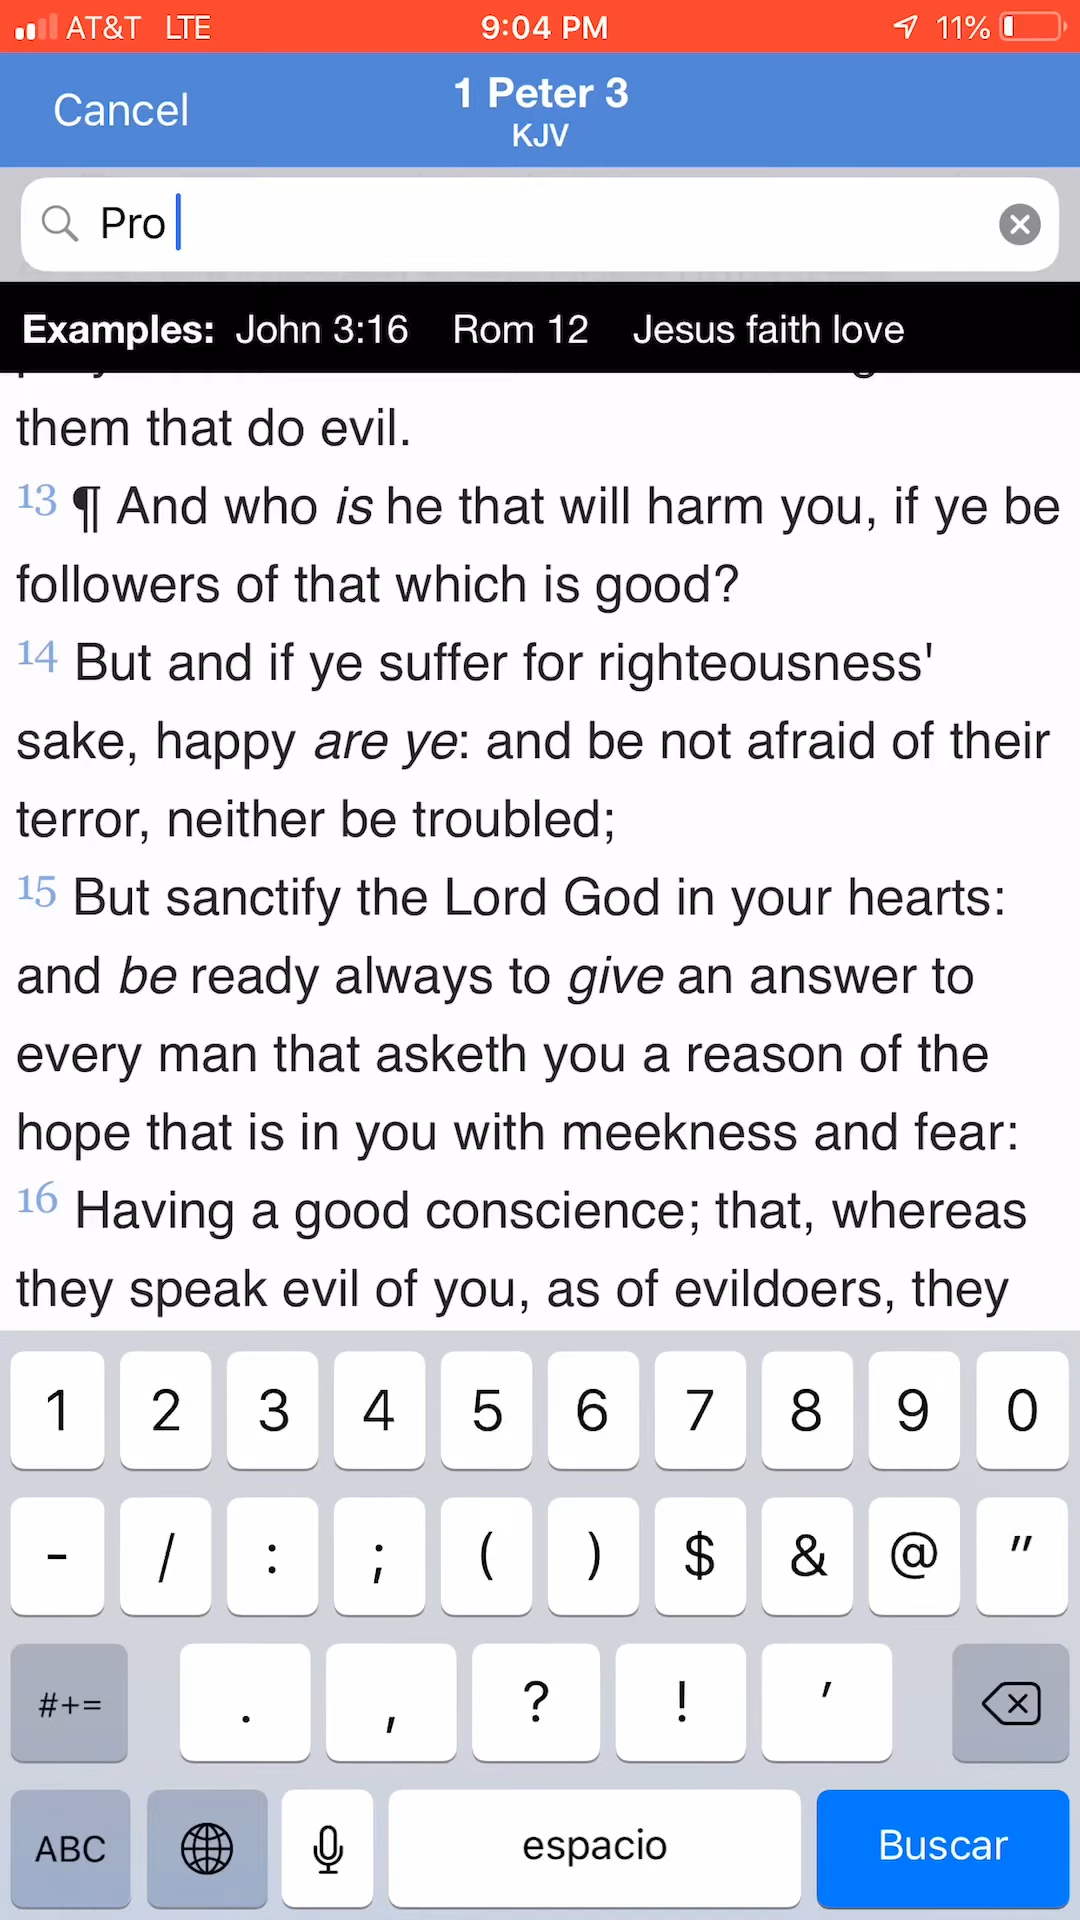 AT&T LTE 9:04 PM 11%
Cancel 1 Peter 3
KJV
Pro
Examples: John 3:16 Rom 12 Jesus faith love
them that do evil.
13 ¶ And who is he that will harm you, if ye be
followers of that which is good?
14 But and if ye suffer for righteousness'
sake, happy are ye: and be not afraid of their
terror, neither be troubled;
15 But sanctify the Lord God in your hearts:
and be ready always to give an answer to
every man that asketh you a reason of the
hope that is in you with meekness and fear:
16 Having a good conscience; that, whereas
they speak evil of you, as of evildoers, they
1 2 3 4 5 6 7 8 9 0
- / : ; ( ) $ & @ "
#+= . , ? ! '
ABC espacio Buscar